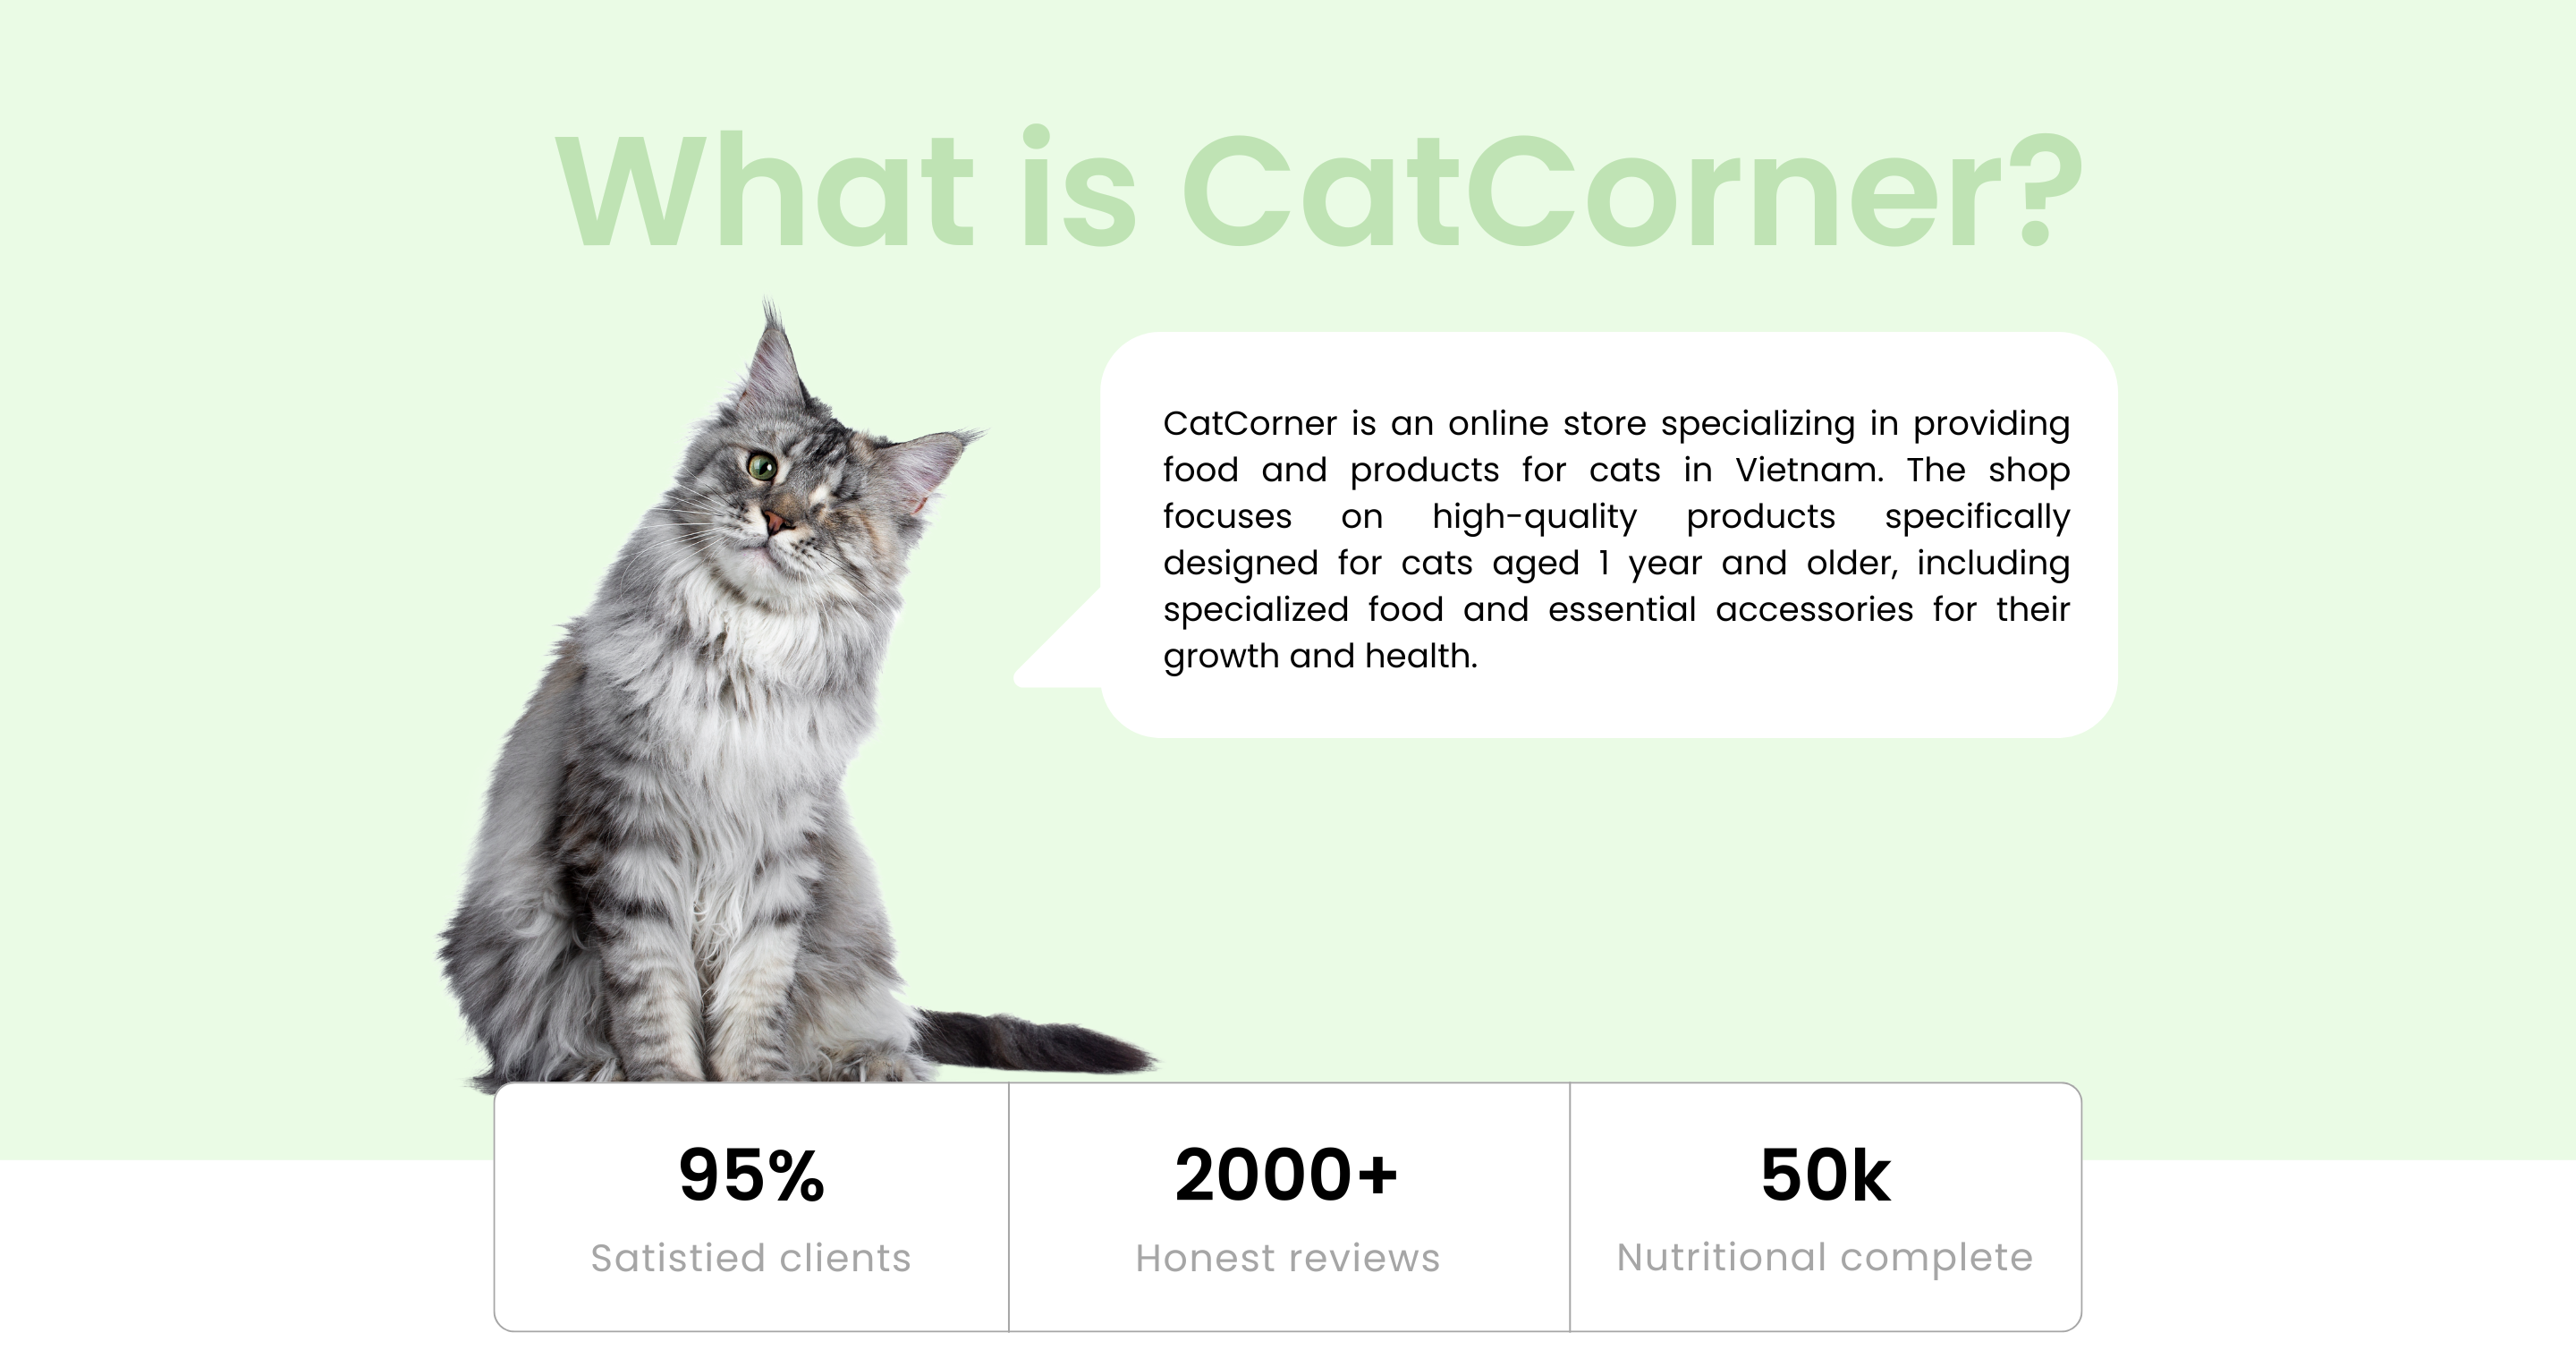 What is CatCorner?
CatCorner is an online store specializing in providing
food and products for cats in Vietnam. The shop
focuses on high-quality products specifically
designed for cats aged 1 year and older, including
specialized food and essential accessories for their
growth and health.
95%
Satistied clients
2000+
Honest reviews
50k
Nutritional complete